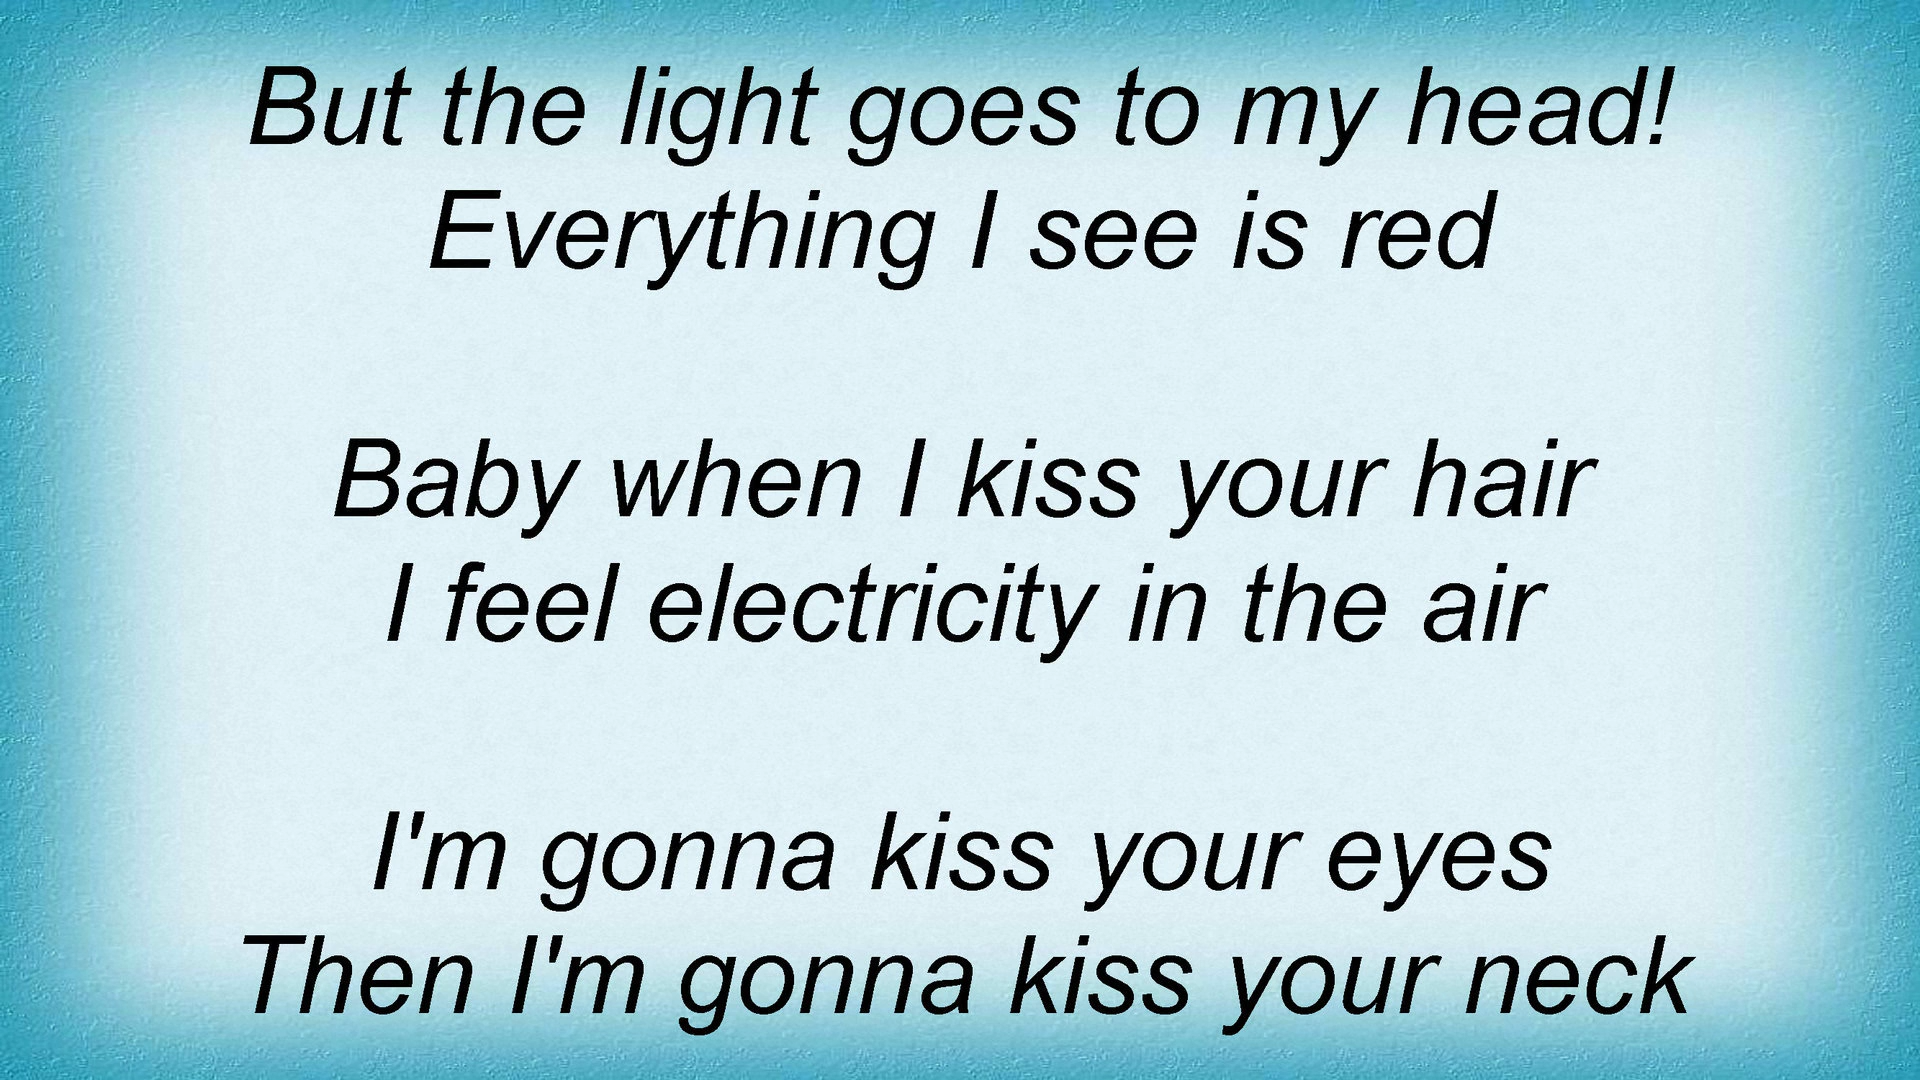 But the light goes to my head!
Everything I see is red
Baby when I kiss your hair
I feel electricity in the air
I'm gonna kiss your eyes
Then I'm gonna kiss your neck